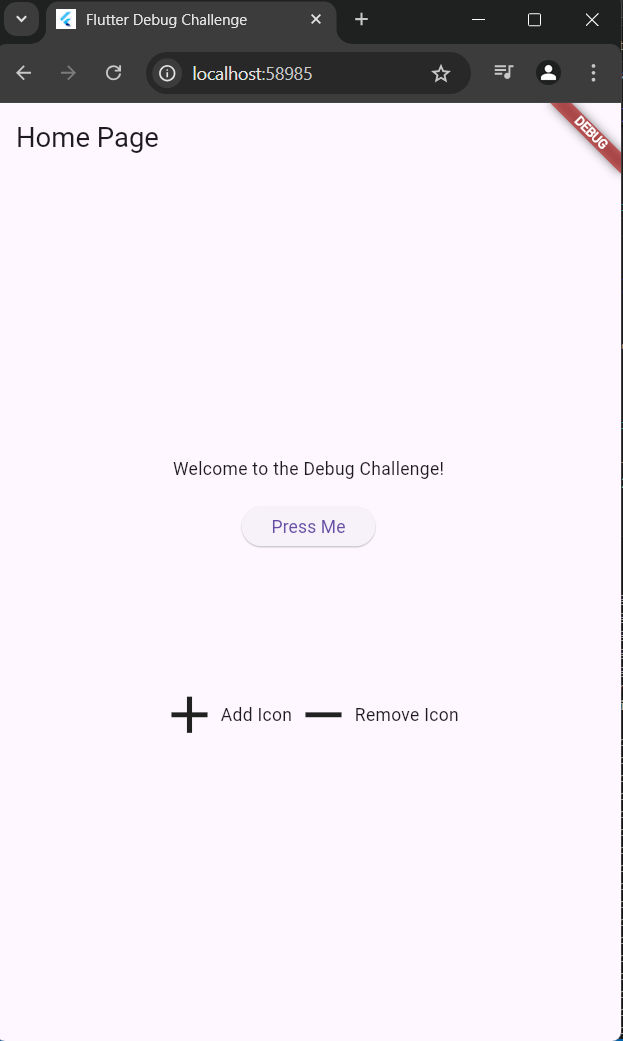 Flutter Debug Challenge
localhost:58985
Home Page
DEBUG
Welcome to the Debug Challenge!
Press Me
Add Icon Remove Icon